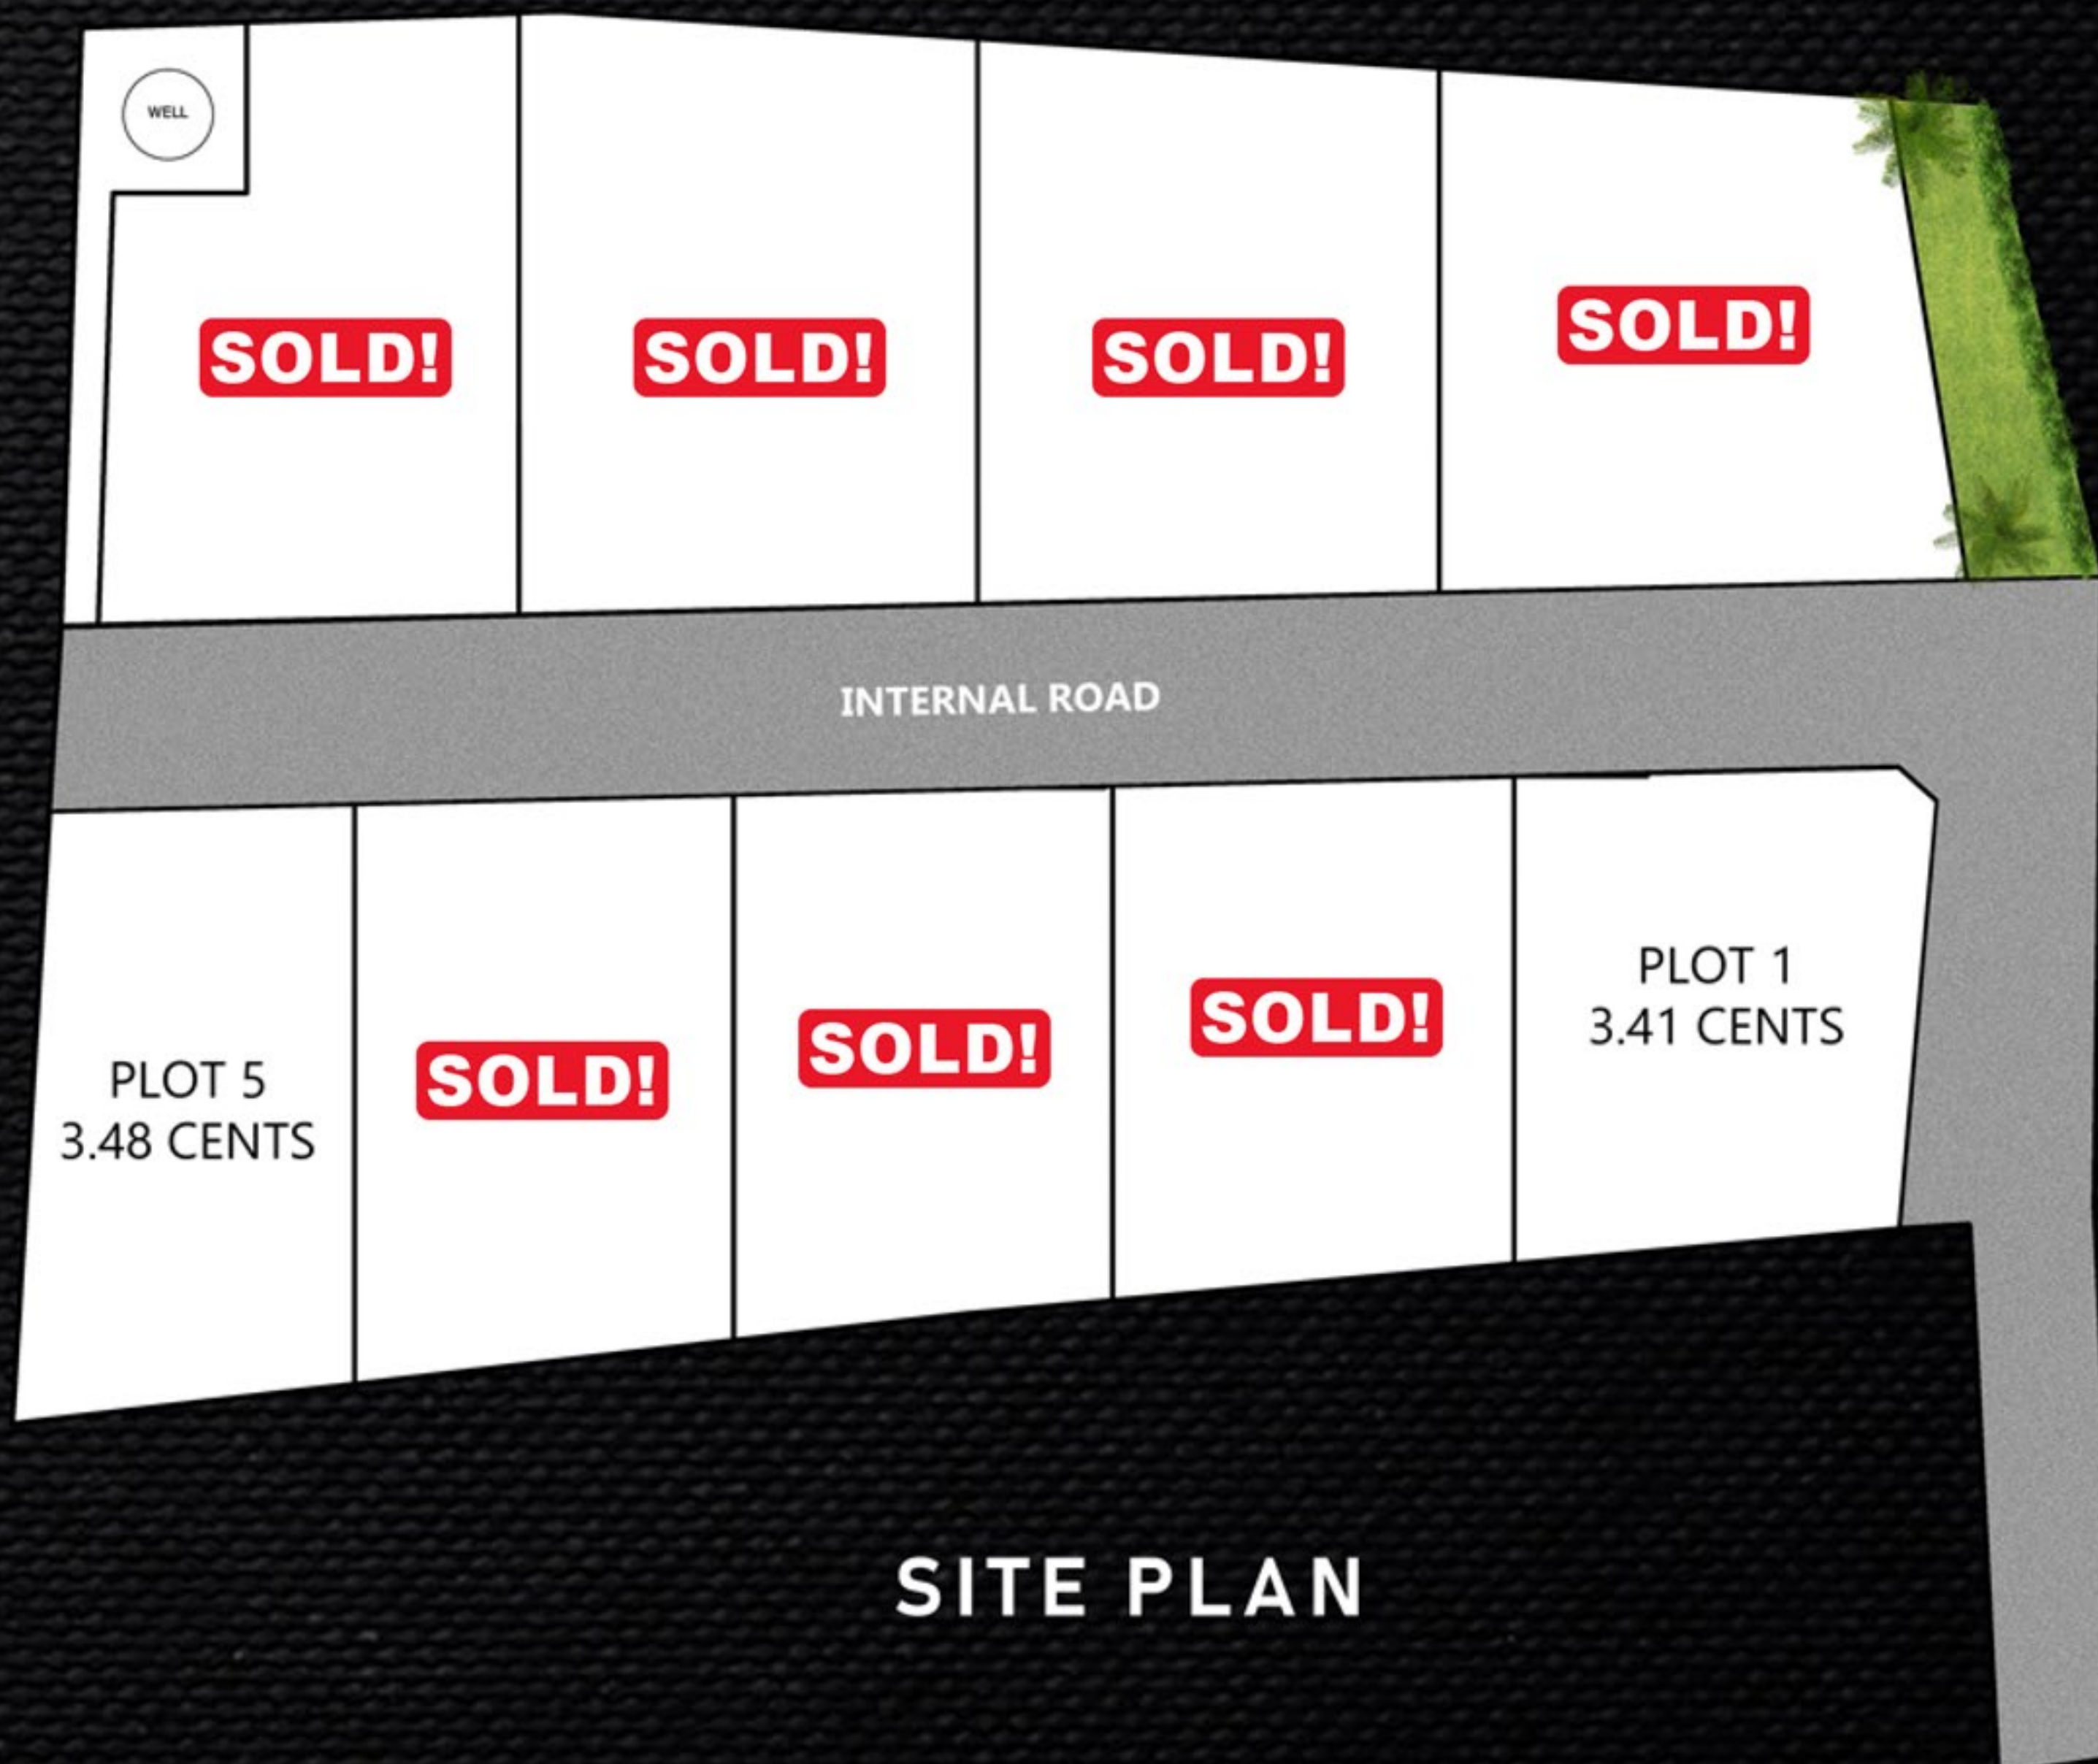 WELL
SOLD!
SOLD!
SOLD!
SOLD!
INTERNAL ROAD
PLOT 5
3.48 CENTS
SOLD!
SOLD!
SOLD!
PLOT 1
3.41 CENTS
SITE PLAN